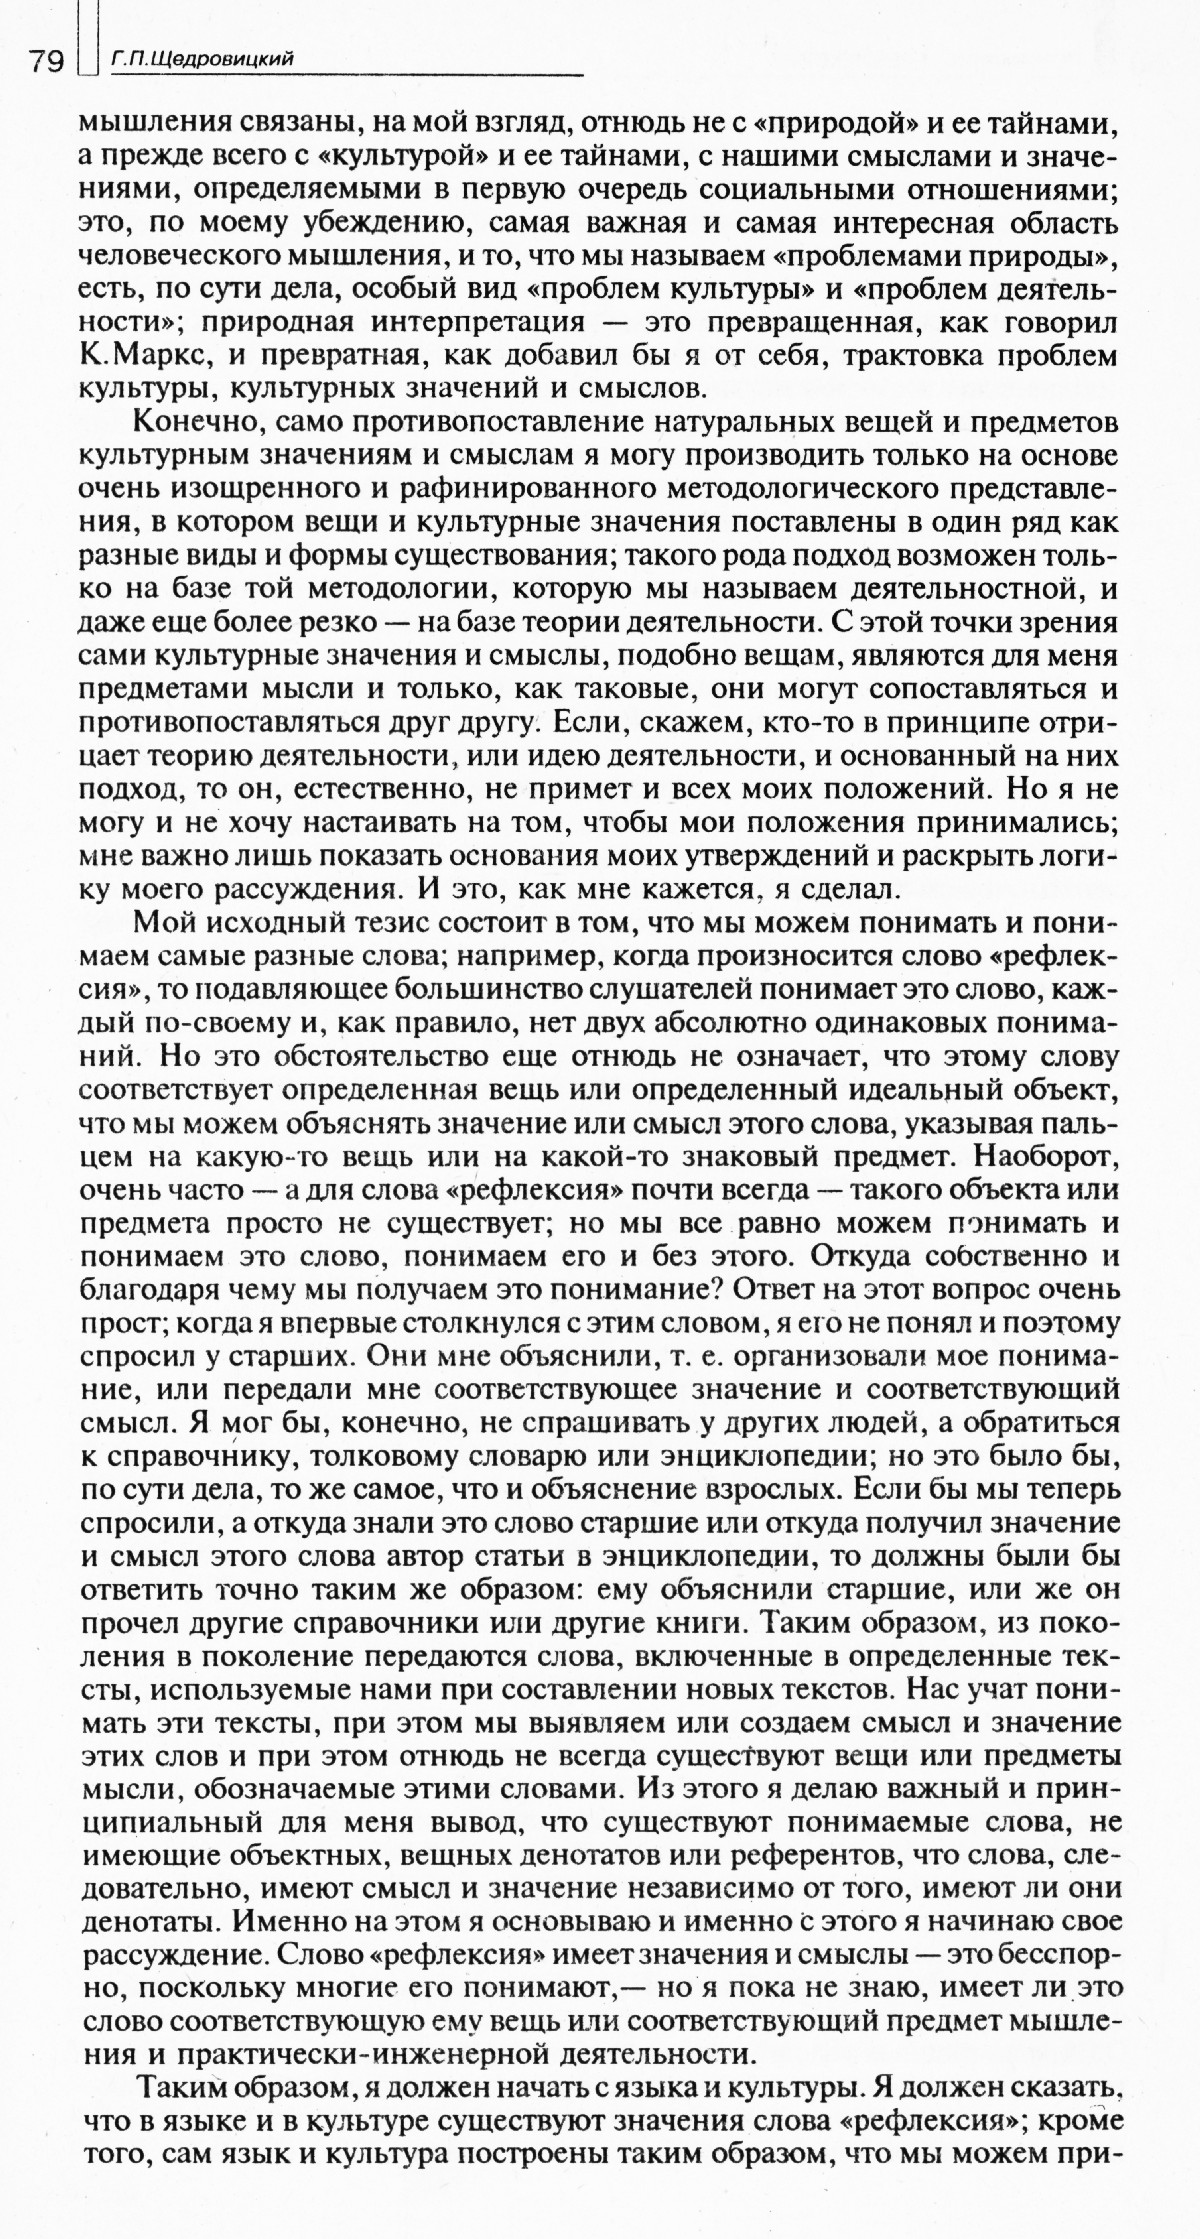 79
Г.П.Щедровицкий
мышления связаны, на мой взгляд, отнюдь не с «природой» и ее тайнами,
а прежде всего с «культурой» и ее тайнами, с нашими смыслами и значе-
ниями, определяемыми в первую очередь социальными отношениями;
это, по моему убеждению, самая важная и самая интересная область
человеческого мышления, и то, что мы называем «проблемами природы»,
есть, по сути дела, особый вид «проблем культуры» и «проблем деятель-
ности»; природная интерпретация — это превращенная, как говорил
К.Маркс, и превратная, как добавил бы я от себя, трактовка проблем
культуры, культурных значений и смыслов.
Конечно, само противопоставление натуральных вещей и предметов
культурным значениям и смыслам я могу производить только на основе
очень изощренного и рафинированного методологического представле-
ния, в котором вещи и культурные значения поставлены в один ряд как
разные виды и формы существования; такого рода подход возможен толь-
ко на базе той методологии, которую мы называем деятельностной, и
даже еще более резко — на базе теории деятельности. С этой точки зрения
сами культурные значения и смыслы, подобно вещам, являются для меня
предметами мысли и только, как таковые, они могут сопоставляться и
противопоставляться друг другу. Если, скажем, кто-то в принципе отри-
цает теорию деятельности, или идею деятельности, и основанный на них
подход, то он, естественно, не примет и всех моих положений. Но я не
могу и не хочу настаивать на том, чтобы мои положения принимались;
мне важно лишь показать основания моих утверждений и раскрыть логи-
ку моего рассуждения. И это, как мне кажется, я сделал.
Мой исходный тезис состоит в том, что мы можем понимать и пони-
маем самые разные слова; например, когда произносится слово «рефлек-
сия», то подавляющее большинство слушателей понимает это слово, каж-
дый по-своему и, как правило, нет двух абсолютно одинаковых понима-
ний. Но это обстоятельство еще отнюдь не означает, что этому слову
соответствует определенная вещь или определенный идеальный объект,
что мы можем объяснять значение или смысл этого слова, указывая паль-
цем на какую-то вещь или на какой-то знаковый предмет. Наоборот,
очень часто — а для слова «рефлексия» почти всегда — такого объекта или
предмета просто не существует; но мы все равно можем понимать и
понимаем это слово, понимаем его и без этого. Откуда собственно и
благодаря чему мы получаем это понимание? Ответ на этот вопрос очень
прост; когда я впервые столкнулся с этим словом, я его не понял и поэтому
спросил у старших. Они мне объяснили, т. е. организовали мое понима-
ние, или передали мне соответствующее значение и соответствующий
смысл. Я мог бы, конечно, не спрашивать у других людей, а обратиться
к справочнику, толковому словарю или энциклопедии; но это было бы,
по сути дела, то же самое, что и объяснение взрослых. Если бы мы теперь
спросили, а откуда знали это слово старшие или откуда получил значение
и смысл этого слова автор статьи в энциклопедии, то должны были бы
ответить точно таким же образом: ему объяснили старшие, или же он
прочел другие справочники или другие книги. Таким образом, из поко-
ления в поколение передаются слова, включенные в определенные тек-
сты, используемые нами при составлении новых текстов. Нас учат пони-
мать эти тексты, при этом мы выявляем или создаем смысл и значение
этих слов и при этом отнюдь не всегда существуют вещи или предметы
мысли, обозначаемые этими словами. Из этого я делаю важный и прин-
ципиальный для меня вывод, что существуют понимаемые слова, не
имеющие объектных, вещных денотатов или референтов, что слова, сле-
довательно, имеют смысл и значение независимо от того, имеют ли они
денотаты. Именно на этом я основываю и именно с этого я начинаю свое
рассуждение. Слово «рефлексия» имеет значения и смыслы — это бесспор-
но, поскольку многие его понимают,— но я пока не знаю, имеет ли это
слово соответствующую ему вещь или соответствующий предмет мышле-
ния и практически-инженерной деятельности.
Таким образом, я должен начать с языка и культуры. Я должен сказать,
что в языке и в культуре существуют значения слова «рефлексия»; кроме
того, сам язык и культура построены таким образом, что мы можем при-